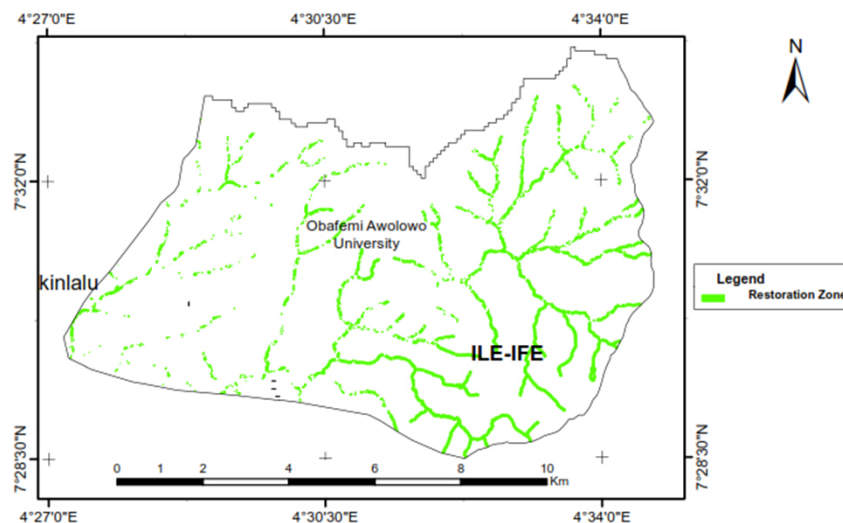 4°27'0"E 4°30'30"E 4°34'0"E
N
7°32'0"N 7°32'0"N
Obafemi Awolowo
University
kinlalu
Legend
Restoration Zone
ILE-IFE
7°28'30"N 7°28'30"N
0 1 2 4 6 8 10
Km
4°27'0"E 4°30'30"E 4°34'0"E